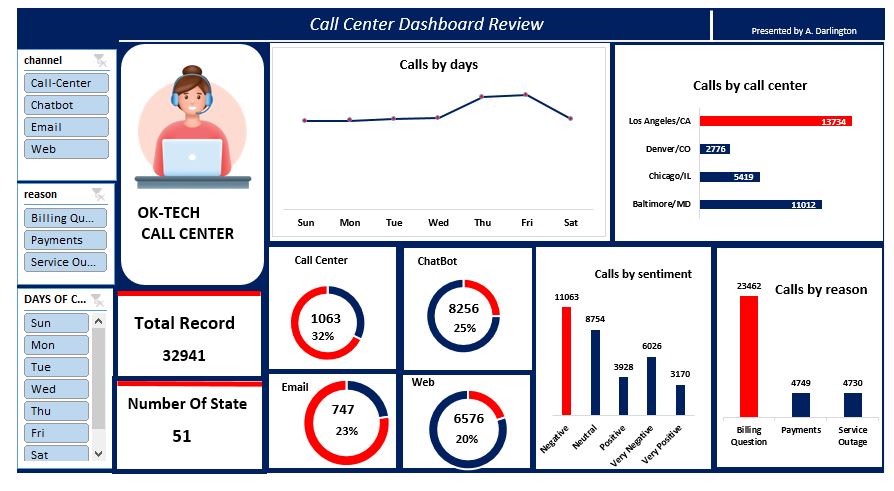 Call Center Dashboard Review
Presented by A. Darlington
channel
Call-Center
Chatbot
Email
Web
reason
Billing Qu...
Payments
Service Ou...
DAYS OF C...
Sun
Mon
Tue
Wed
Thu
Fri
Sat
OK-TECH
CALL CENTER
Total Record
32941
Number Of State
51
Calls by days
Sun Mon Tue Wed Thu Fri Sat
Calls by call center
Los Angeles/CA 13734
Denver/CO 2776
Chicago/IL 5419
Baltimore/MD 11012
Call Center
1063
32%
ChatBot
8256
25%
Email
747
23%
Web
6576
20%
Calls by sentiment
11063
8754
3928
6026
3170
Negative
Neutral
Positive
Very Negative
Very Positive
Calls by reason
23462
4749
4730
Billing
Question
Payments
Service
Outage